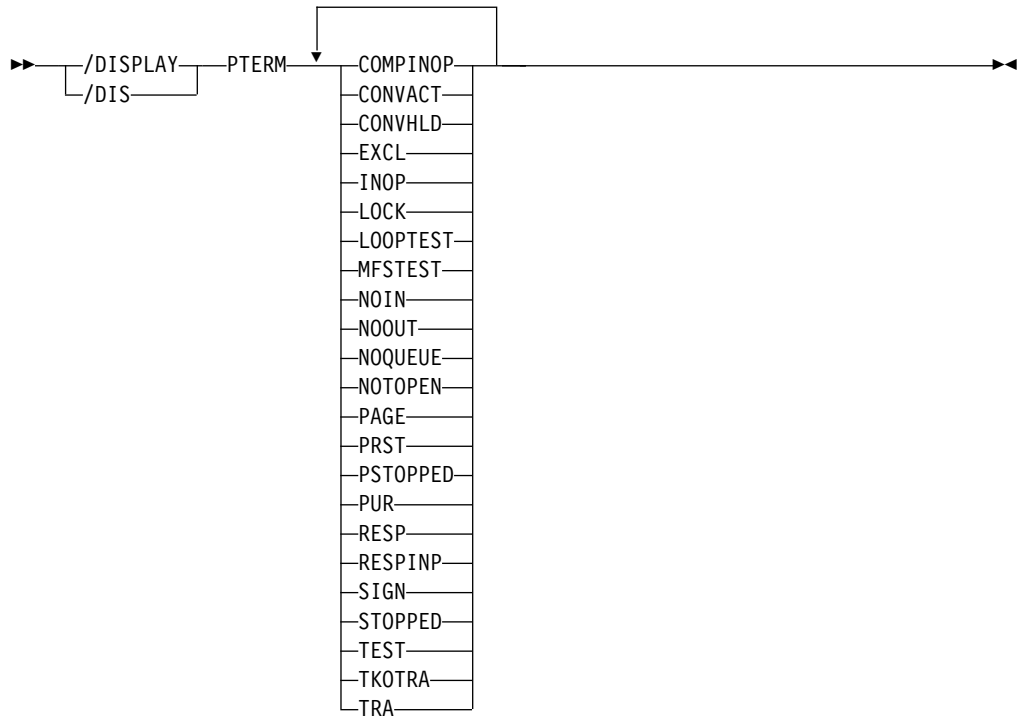 /DISPLAY PTERM COMPINOP
/DIS CONVACT
CONVHLD
EXCL
INOP
LOCK
LOOPTEST
MFSTEST
NOIN
NOOUT
NOQUEUE
NOTOPEN
PAGE
PRST
PSTOPPED
PUR
RESP
RESPINP
SIGN
STOPPED
TEST
TKOTRA
TRA